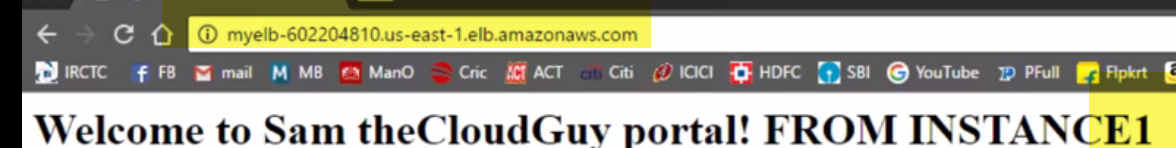 myelb-602204810.us-east-1.elb.amazonaws.com
IRCTC FB mail MB ManO Cric ACT Citi ICICI HDFC SBI YouTube PFull Flpkrt
Welcome to Sam theCloudGuy portal! FROM INSTANCE1